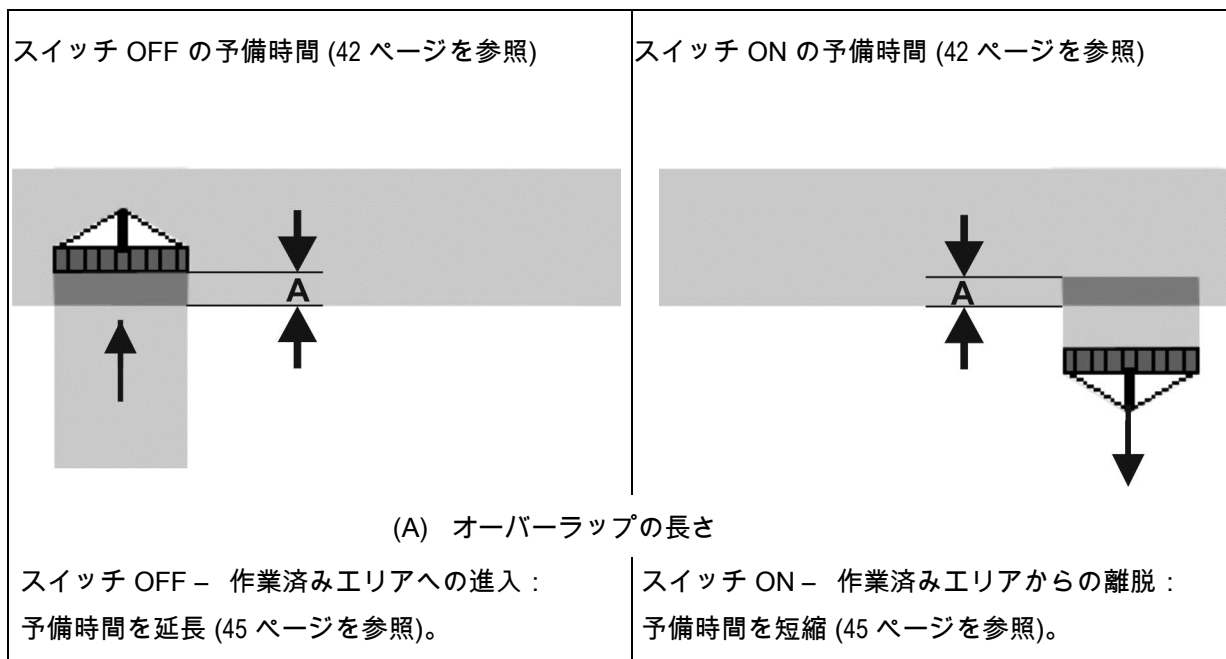 スイッチ OFF の予備時間 (42 ページを参照)
スイッチ ON の予備時間 (42 ページを参照)
A
A
(A) オーバーラップの長さ
スイッチ OFF – 作業済みエリアへの進入：
予備時間を延長 (45 ページを参照)。
スイッチ ON – 作業済みエリアからの離脱：
予備時間を短縮 (45 ページを参照)。